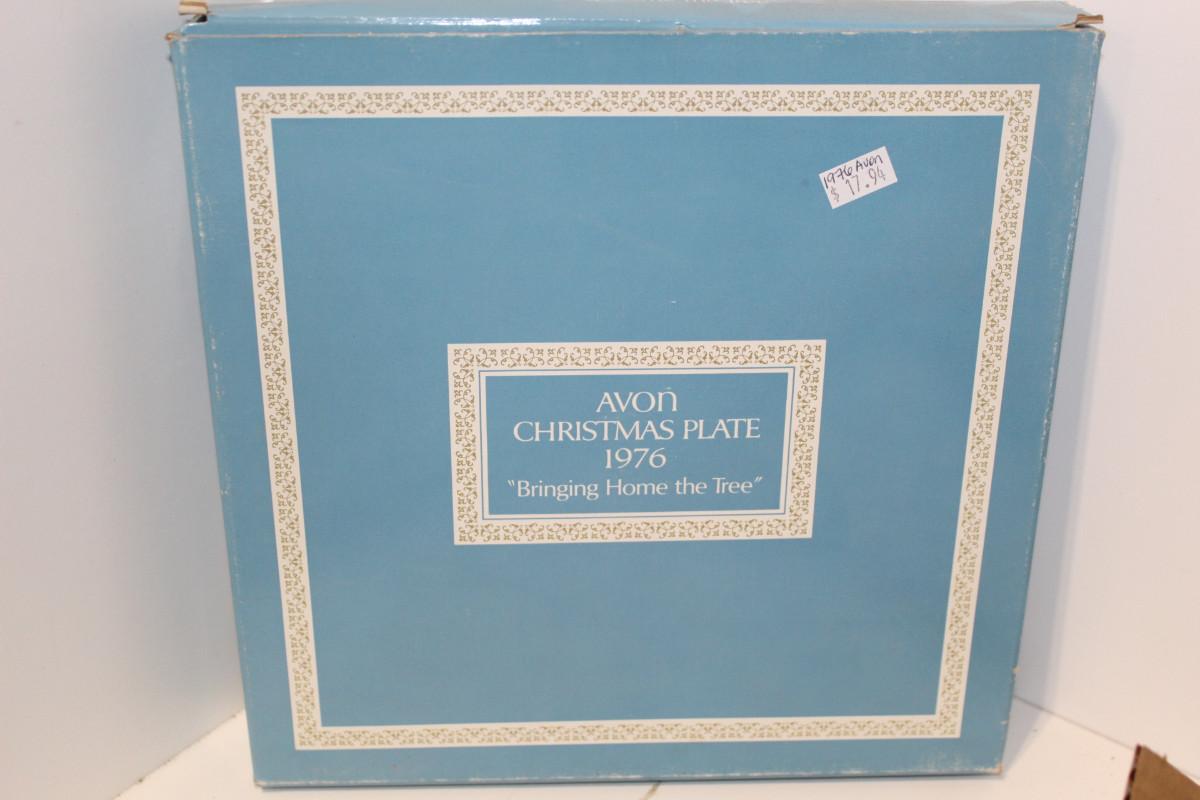 1976 Avon
$ 17.94
AVON
CHRISTMAS PLATE
1976
"Bringing Home the Tree"